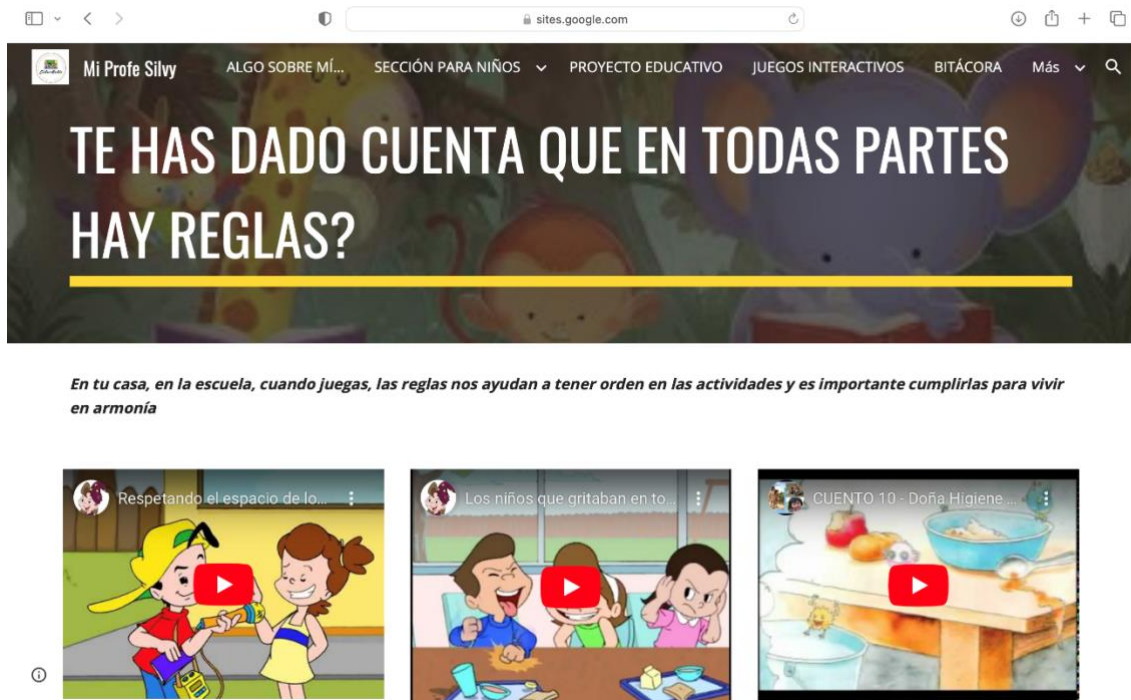 sites.google.com
Mi Profe Silvy
ALGO SOBRE MÍ...
SECCIÓN PARA NIÑOS
PROYECTO EDUCATIVO
JUEGOS INTERACTIVOS
BITÁCORA
Más
TE HAS DADO CUENTA QUE EN TODAS PARTES
HAY REGLAS?
En tu casa, en la escuela, cuando juegas, las reglas nos ayudan a tener orden en las actividades y es importante cumplirlas para vivir
en armonía
Respetando el espacio de lo...
Los niños que gritaban en to...
CUENTO 10 - Doña Higiene ...